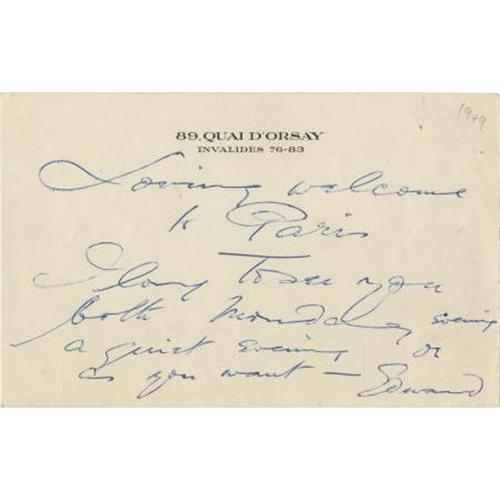 1949
89, QUAI D'ORSAY
INVALIDES 76-83
Loving welcome
to Paris
I long to see you
both Monday evening
a quiet evening or
as you want — Edward